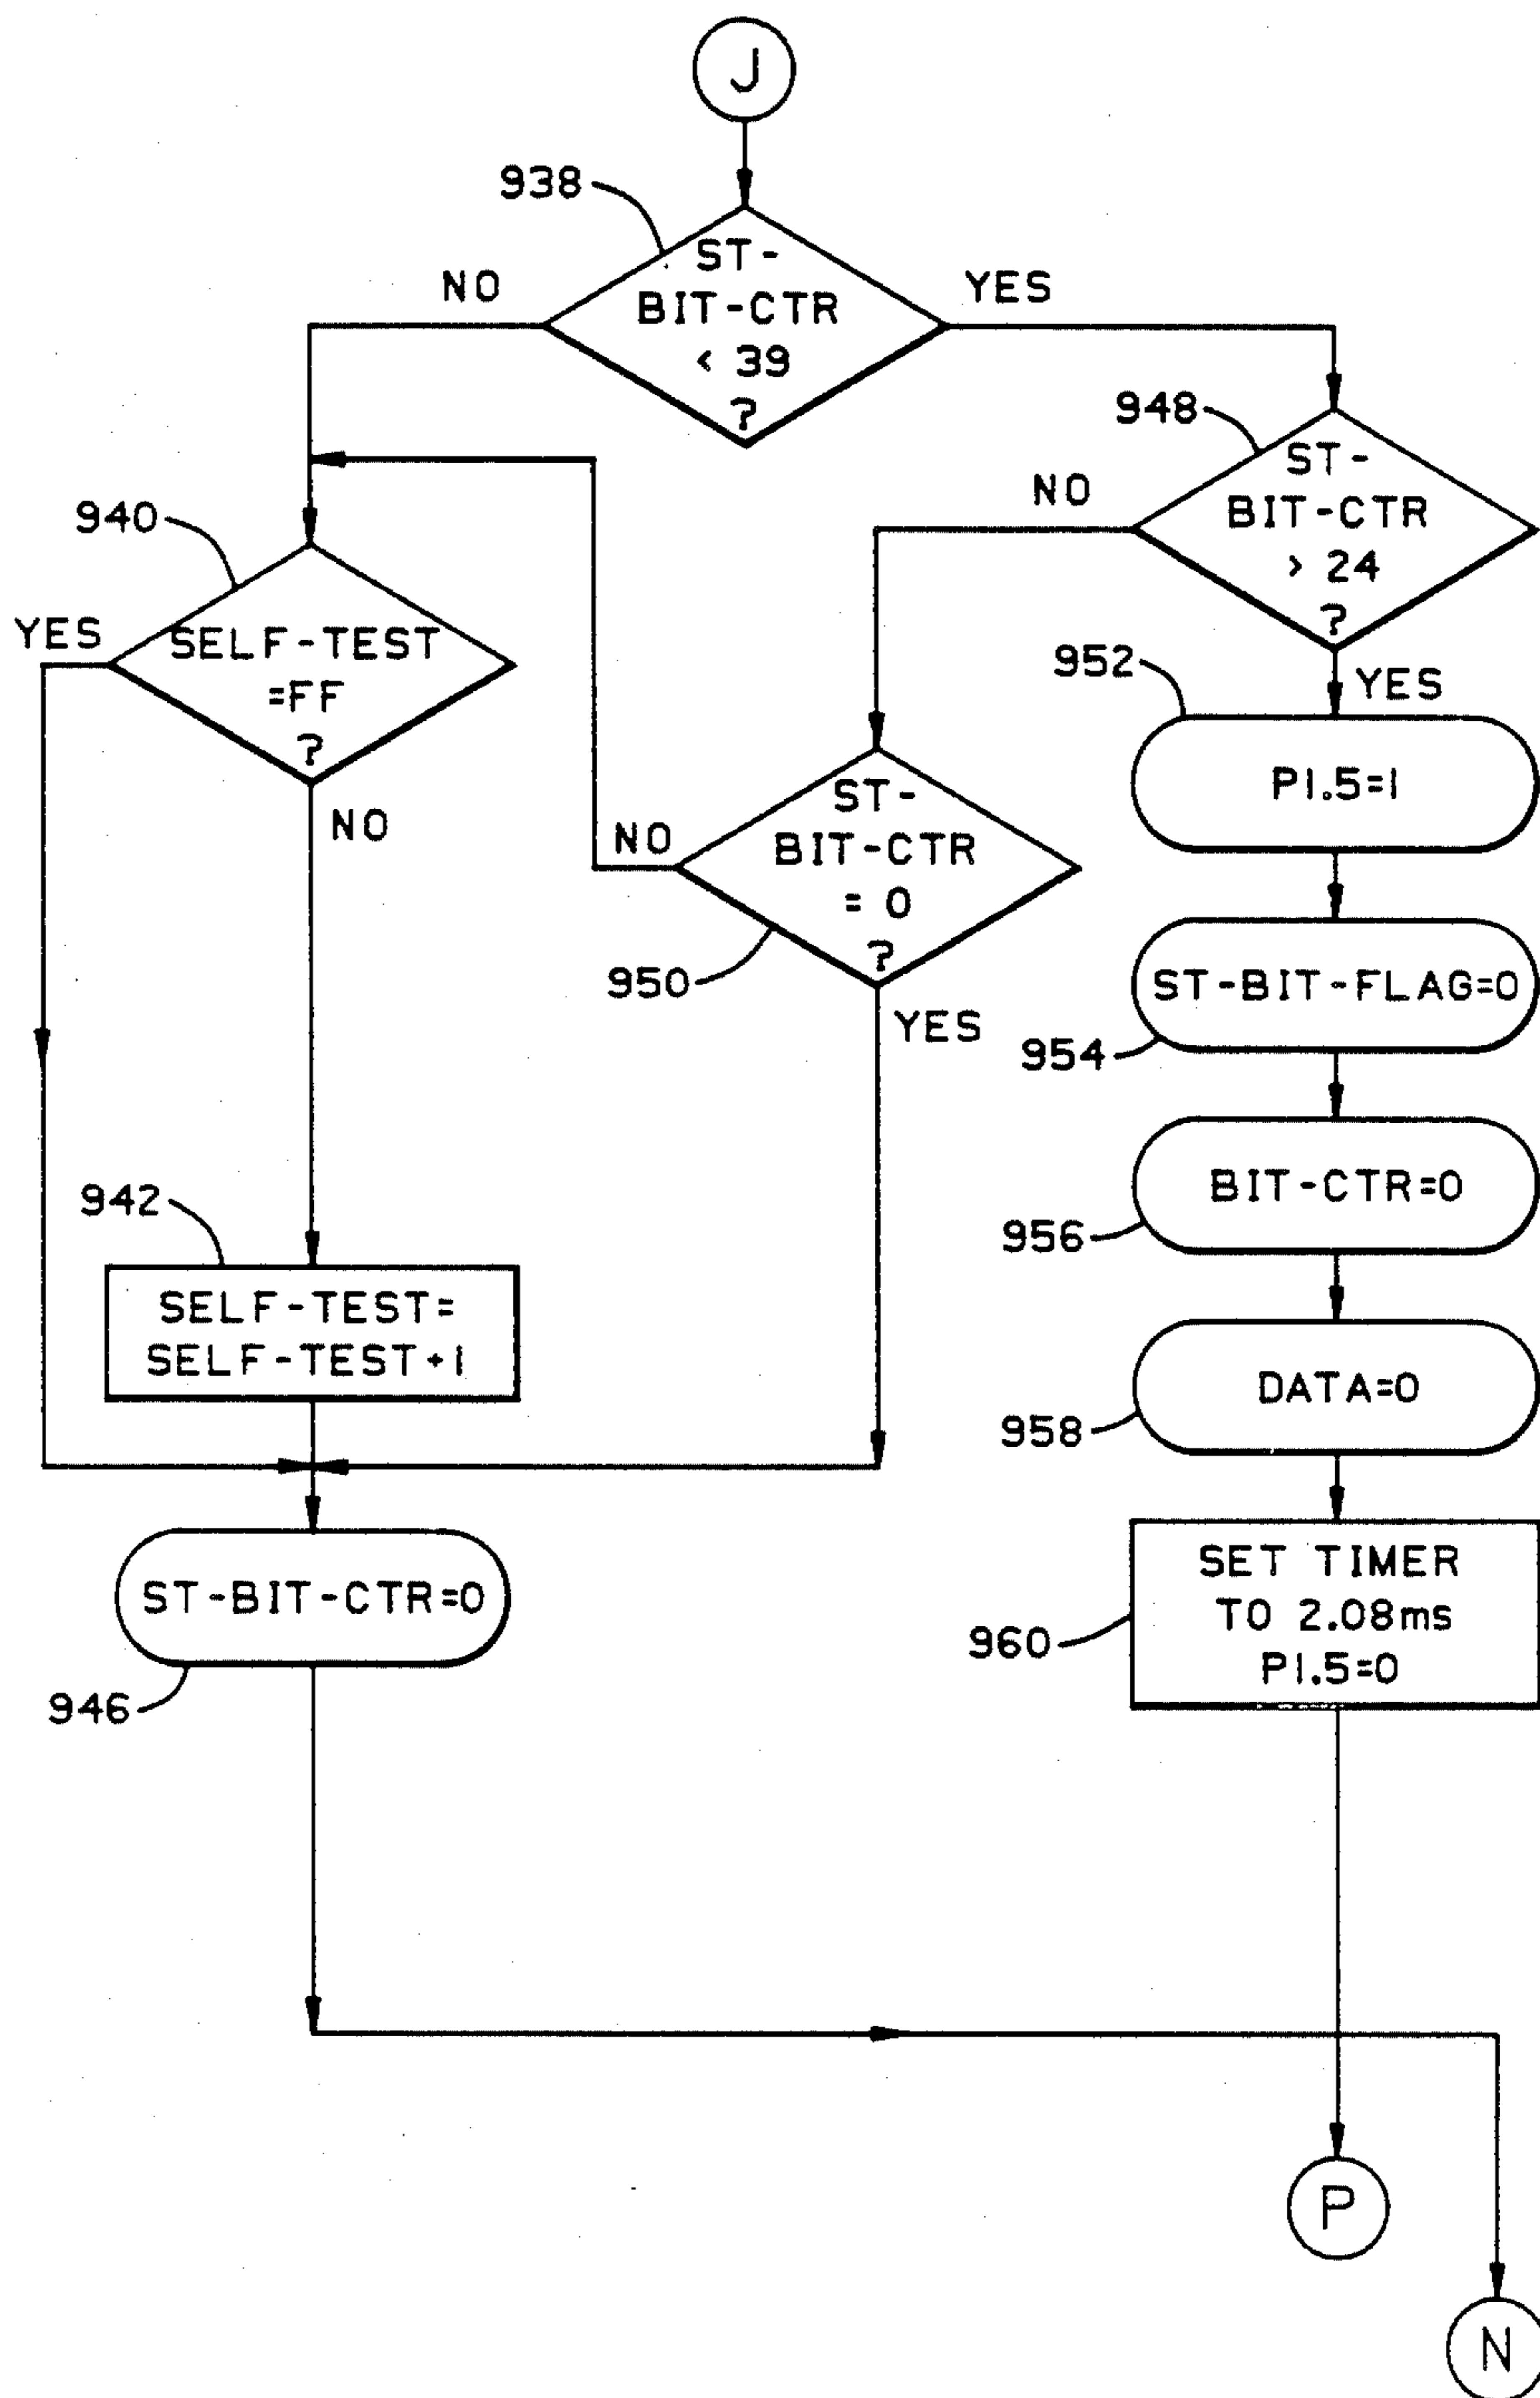 J
938
ST-
BIT-CTR
< 39
?
NO
YES
948
ST-
BIT-CTR
> 24
?
NO
YES
940
SELF-TEST
=FF
?
YES
NO
950
ST-
BIT-CTR
= 0
?
NO
YES
952
P1.5=1
954
ST-BIT-FLAG=0
956
BIT-CTR=0
942
SELF-TEST=
SELF-TEST+1
958
DATA=0
946
ST-BIT-CTR=0
960
SET TIMER
TO 2.08ms
P1.5=0
P
N